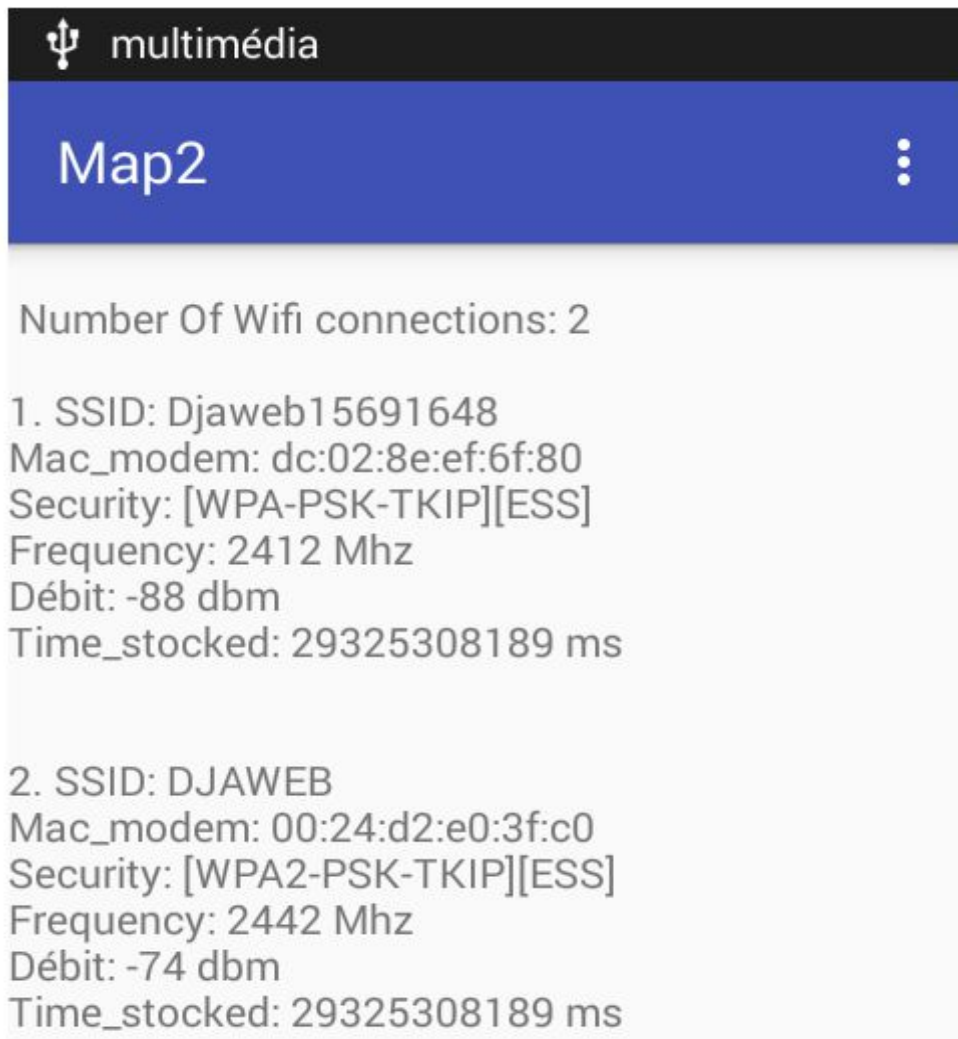 multimédia
Map2
Number Of Wifi connections: 2
1. SSID: Djaweb15691648
Mac_modem: dc:02:8e:ef:6f:80
Security: [WPA-PSK-TKIP][ESS]
Frequency: 2412 Mhz
Débit: -88 dbm
Time_stocked: 29325308189 ms
2. SSID: DJAWEB
Mac_modem: 00:24:d2:e0:3f:c0
Security: [WPA2-PSK-TKIP][ESS]
Frequency: 2442 Mhz
Débit: -74 dbm
Time_stocked: 29325308189 ms